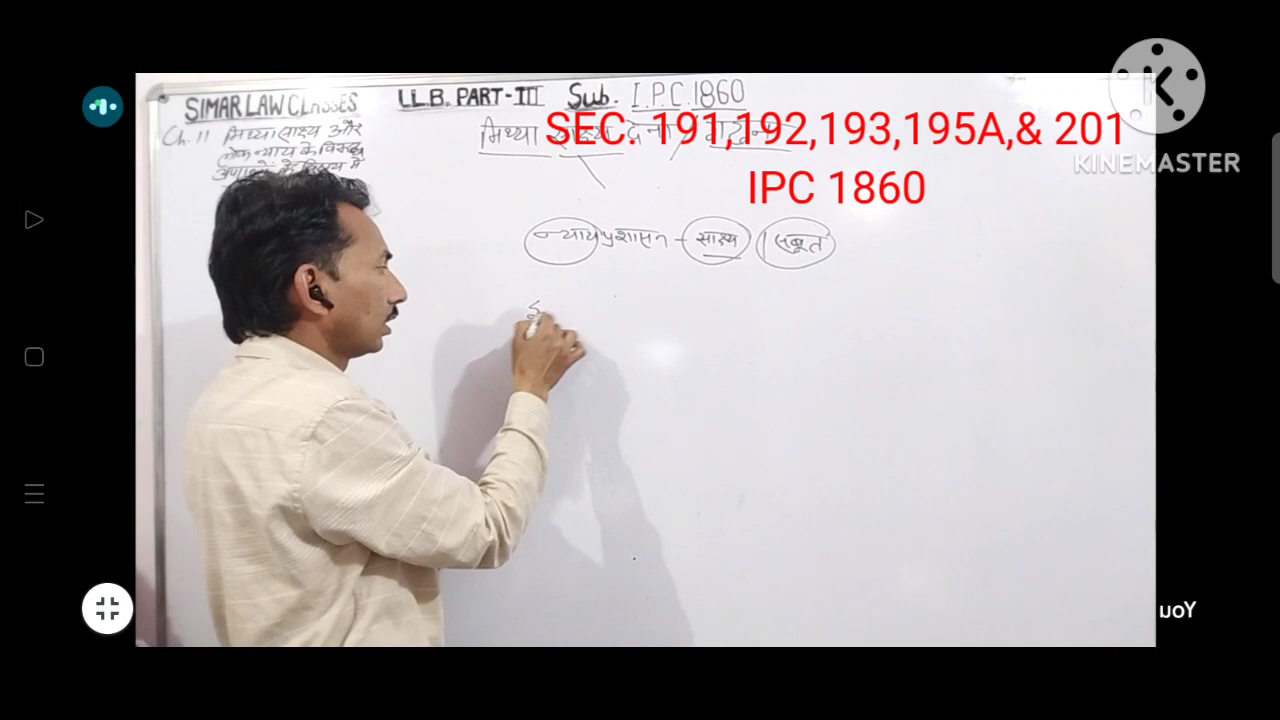 KINEMASTER
SIMAR LAW CLASSES
LL.B. PART-III Sub. I.P.C. 1860
SEC. 191,192,193,195A,& 201
IPC 1860
Ch. 11 मिथ्या साक्ष्य और
लोक न्याय के विरुद्ध
अपराधों के विषय में
मिथ्या साक्ष्य देना /
न्याय प्रशासन - साक्ष्य सबूत
You